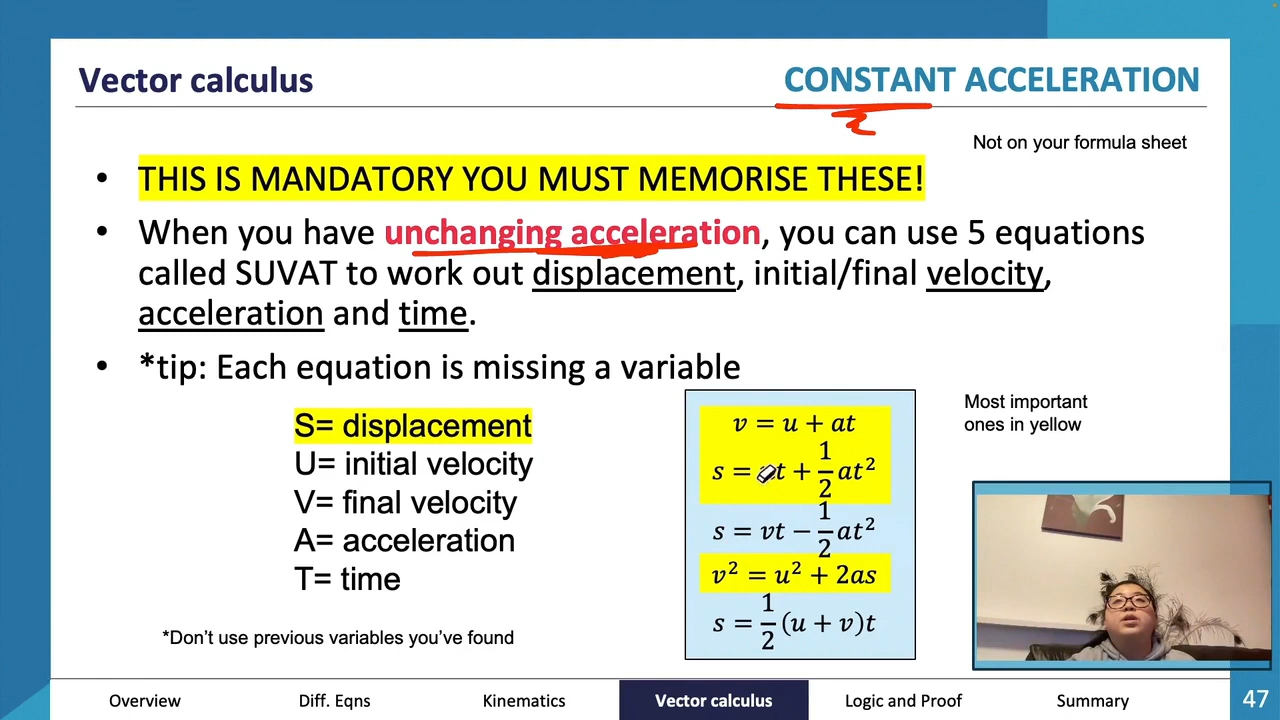 Vector calculus
CONSTANT ACCELERATION
Not on your formula sheet
• THIS IS MANDATORY YOU MUST MEMORISE THESE!
• When you have unchanging acceleration, you can use 5 equations
called SUVAT to work out displacement, initial/final velocity,
acceleration and time.
• *tip: Each equation is missing a variable
S= displacement
U= initial velocity
V= final velocity
A= acceleration
T= time
*Don't use previous variables you've found
v = u + at
s = t + 1/2 at²
s = vt − 1/2 at²
v² = u² + 2as
s = 1/2 (u + v)t
Most important
ones in yellow
Overview
Diff. Eqns
Kinematics
Vector calculus
Logic and Proof
Summary
47